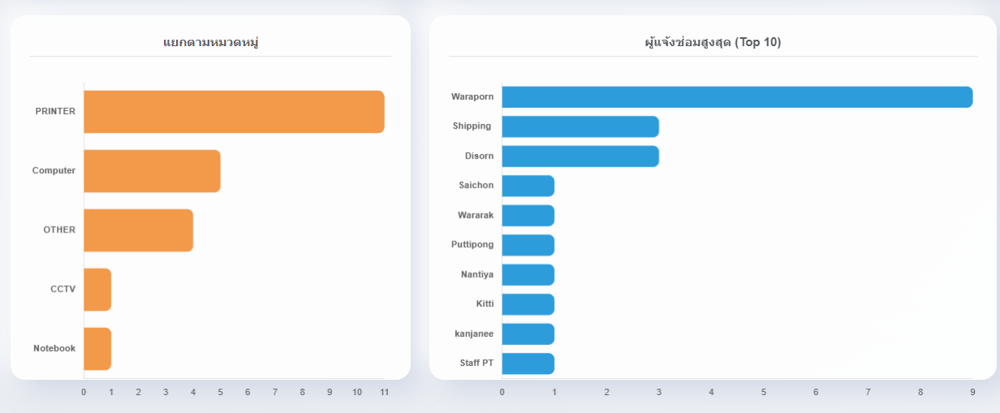 แยกตามหมวดหมู่
PRINTER
Computer
OTHER
CCTV
Notebook
0 1 2 3 4 5 6 7 8 9 10 11
ผู้แจ้งซ่อมสูงสุด (Top 10)
Waraporn
Shipping
Disorn
Saichon
Wararak
Puttipong
Nantiya
Kitti
kanjanee
Staff PT
0 1 2 3 4 5 6 7 8 9